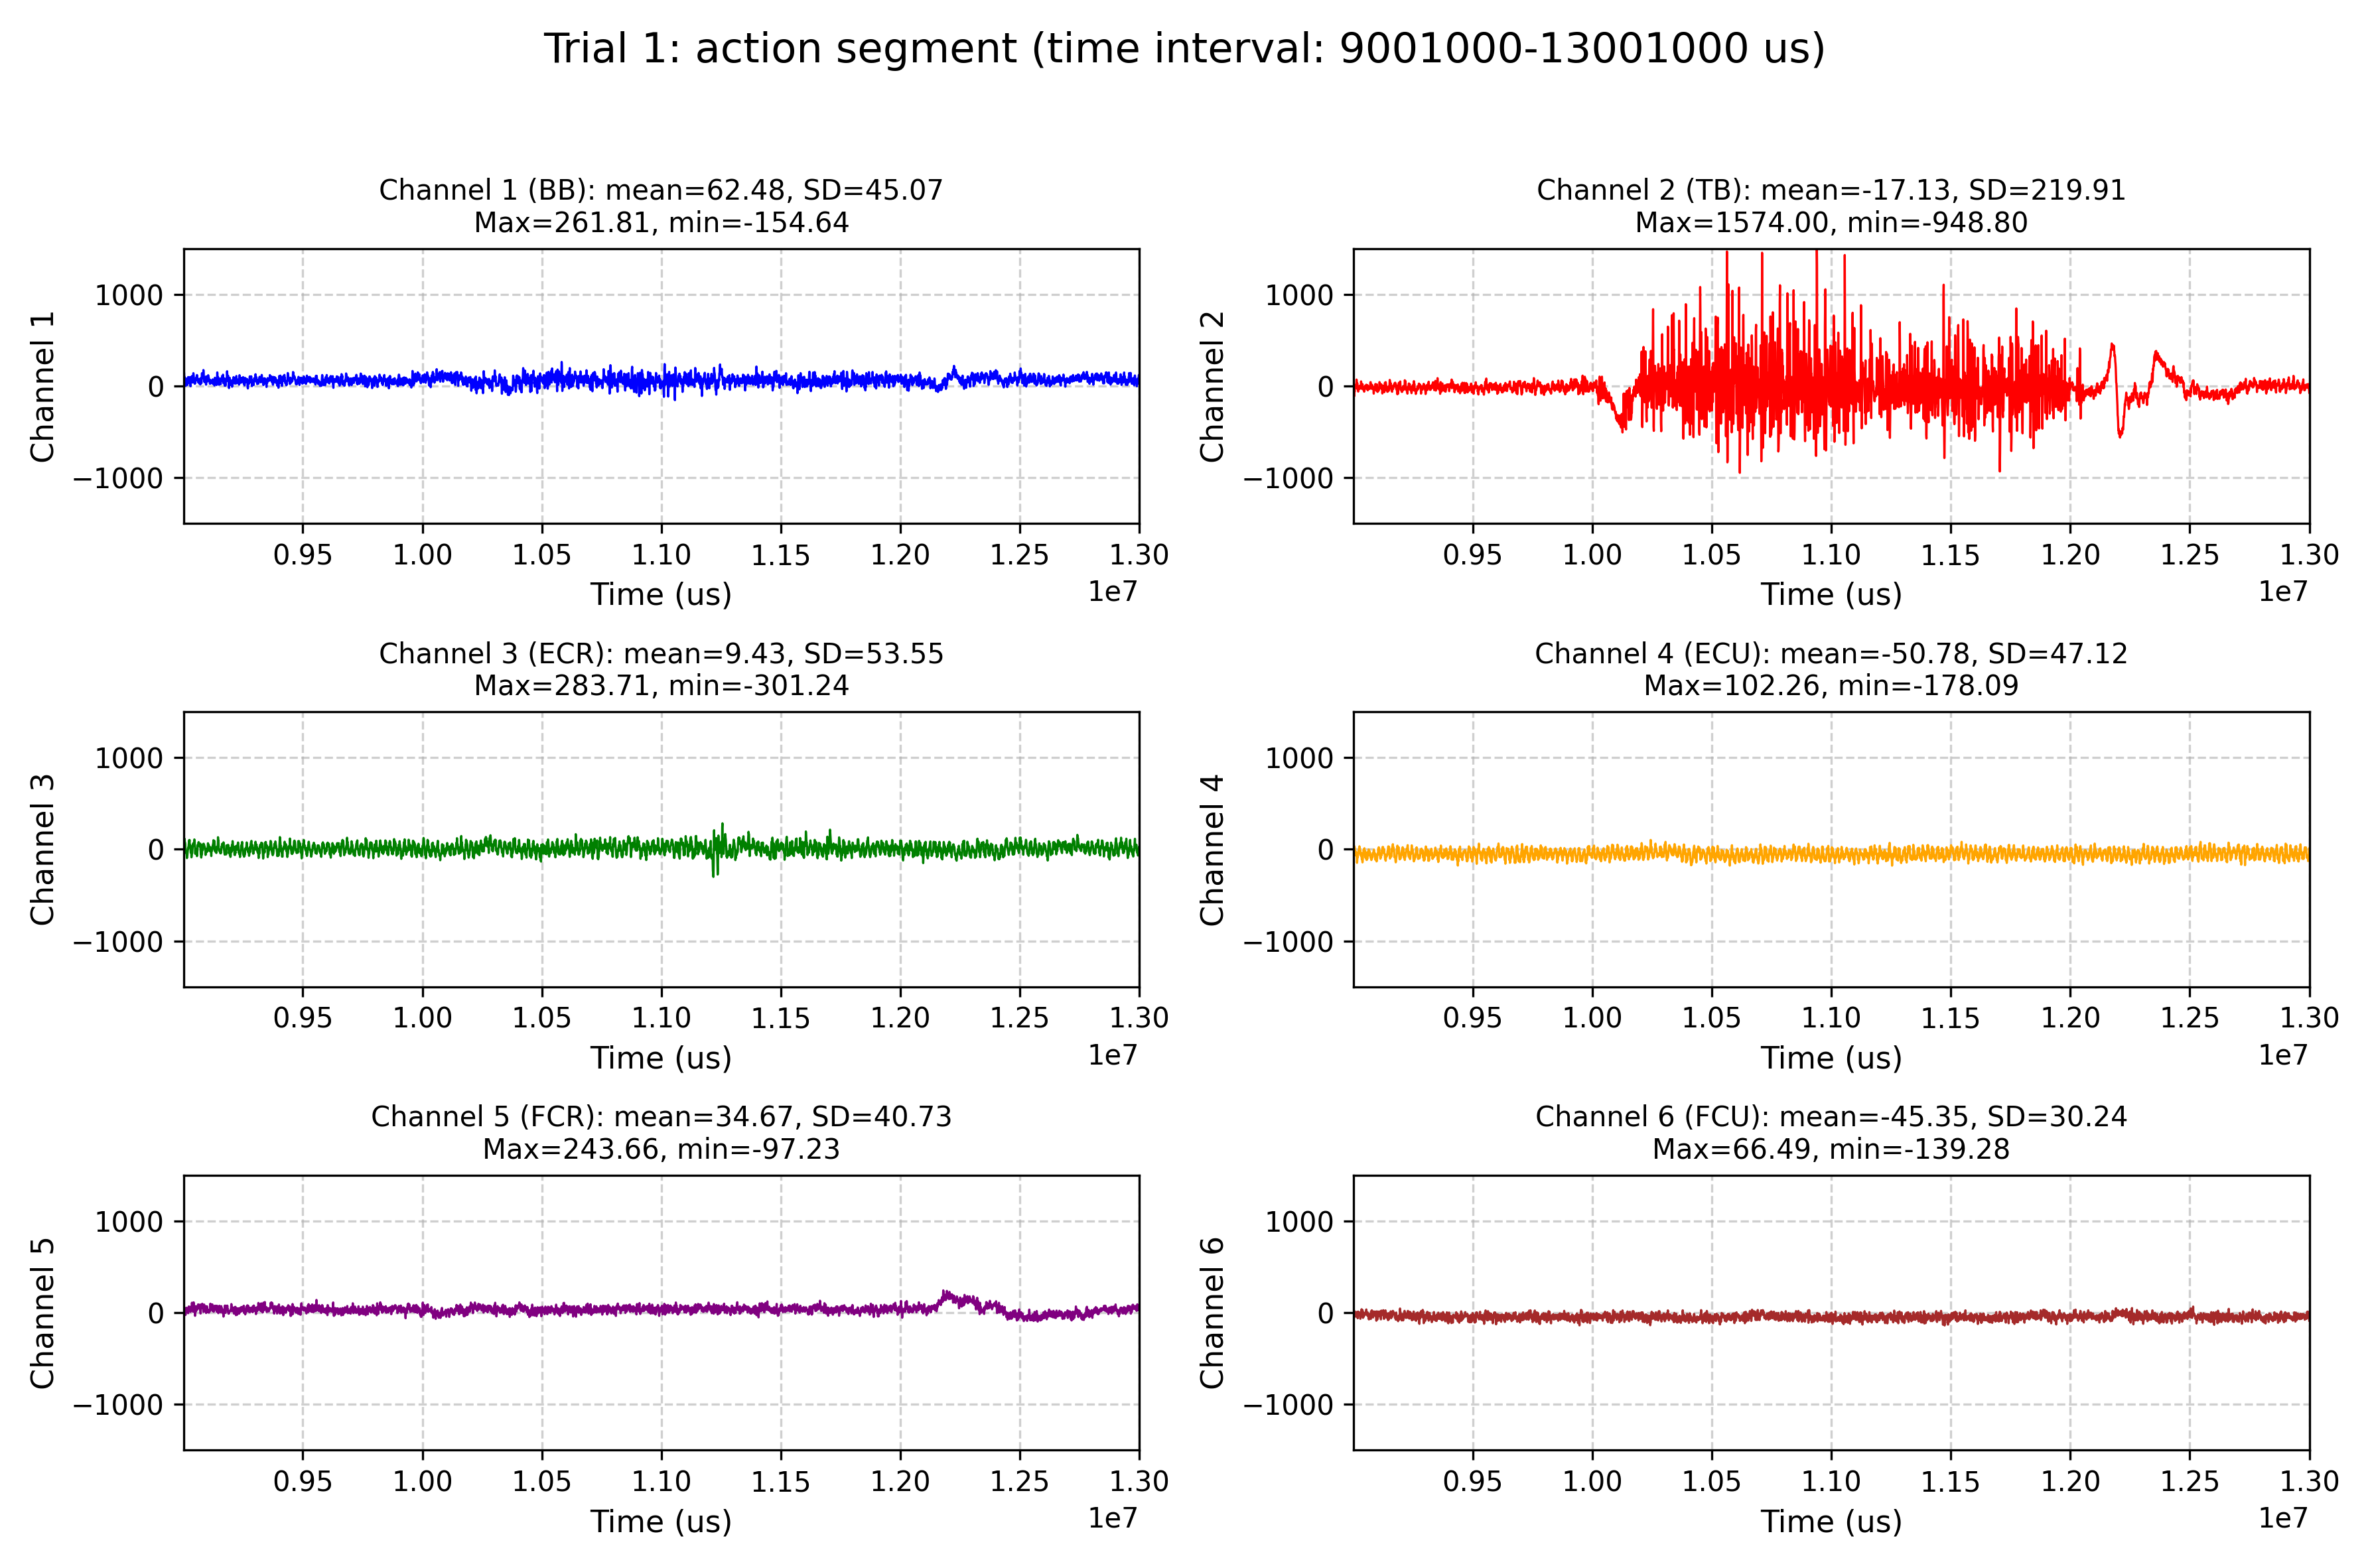 Trial 1: action segment (time interval: 9001000-13001000 us)
Channel 1 (BB): mean=62.48, SD=45.07
Max=261.81, min=-154.64
Channel 1
1000
0
−1000
0.95 1.00 1.05 1.10 1.15 1.20 1.25 1.30
Time (us)
1e7
Channel 2 (TB): mean=-17.13, SD=219.91
Max=1574.00, min=-948.80
Channel 2
1000
0
−1000
0.95 1.00 1.05 1.10 1.15 1.20 1.25 1.30
Time (us)
1e7
Channel 3 (ECR): mean=9.43, SD=53.55
Max=283.71, min=-301.24
Channel 3
1000
0
−1000
0.95 1.00 1.05 1.10 1.15 1.20 1.25 1.30
Time (us)
1e7
Channel 4 (ECU): mean=-50.78, SD=47.12
Max=102.26, min=-178.09
Channel 4
1000
0
−1000
0.95 1.00 1.05 1.10 1.15 1.20 1.25 1.30
Time (us)
1e7
Channel 5 (FCR): mean=34.67, SD=40.73
Max=243.66, min=-97.23
Channel 5
1000
0
−1000
0.95 1.00 1.05 1.10 1.15 1.20 1.25 1.30
Time (us)
1e7
Channel 6 (FCU): mean=-45.35, SD=30.24
Max=66.49, min=-139.28
Channel 6
1000
0
−1000
0.95 1.00 1.05 1.10 1.15 1.20 1.25 1.30
Time (us)
1e7